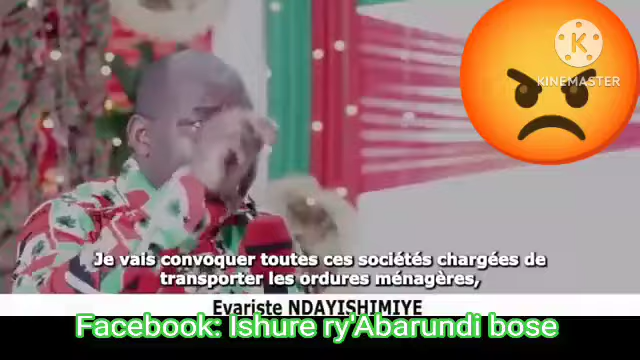 KINEMASTER
Je vais convoquer toutes ces sociétés chargées de
transporter les ordures ménagères,
Evariste NDAYISHIMIYE
Facebook: Ishure ry'Abarundi bose